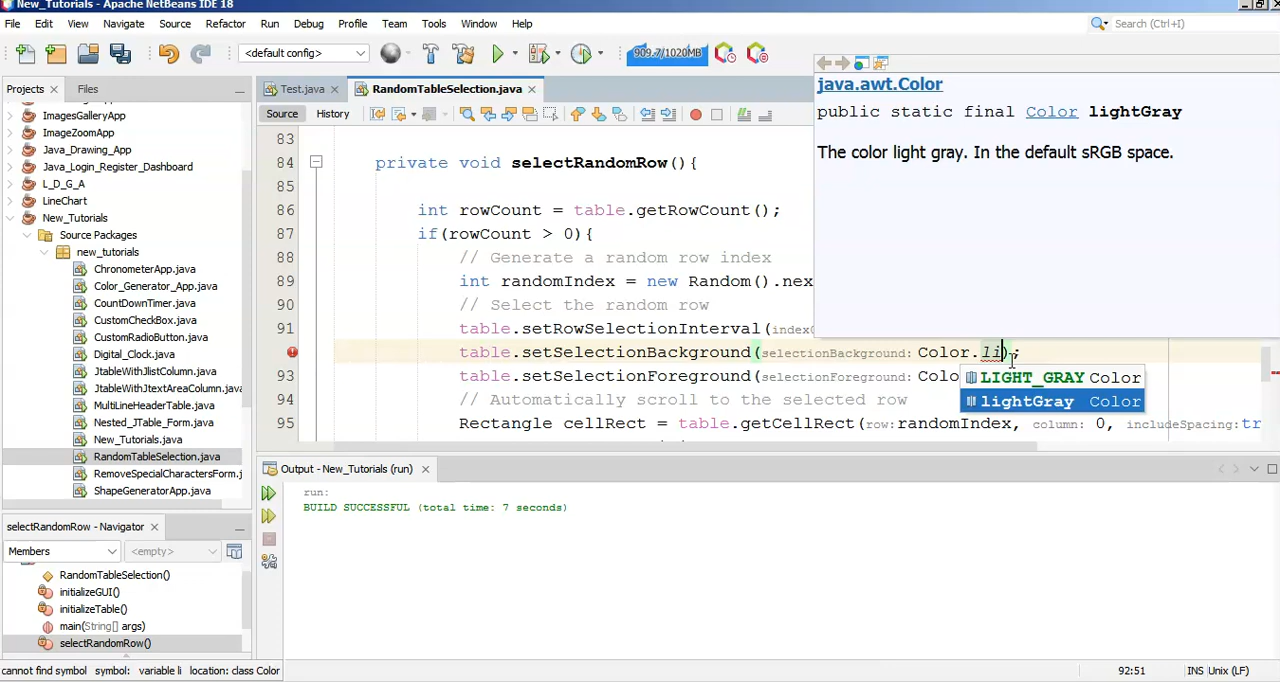 New_Tutorials - Apache NetBeans IDE 18
File Edit View Navigate Source Refactor Run Debug Profile Team Tools Window Help
Search (Ctrl+I)
<default config>
909.7/1020MB
Projects
Files
Test.java
RandomTableSelection.java
Source
History
ImagesGalleryApp
ImageZoomApp
Java_Drawing_App
Java_Login_Register_Dashboard
L_D_G_A
LineChart
New_Tutorials
Source Packages
new_tutorials
ChronometerApp.java
Color_Generator_App.java
CountDownTimer.java
CustomCheckBox.java
CustomRadioButton.java
Digital_Clock.java
JtableWithJlistColumn.java
JtableWithJtextAreaColumn.java
MultiLineHeaderTable.java
Nested_JTable_Form.java
New_Tutorials.java
RandomTableSelection.java
RemoveSpecialCharactersForm.j
ShapeGeneratorApp.java
selectRandomRow - Navigator
Members
<empty>
RandomTableSelection()
initializeGUI()
initializeTable()
main(String[] args)
selectRandomRow()
83
84 private void selectRandomRow(){
85
86 int rowCount = table.getRowCount();
87 if(rowCount > 0){
88 // Generate a random row index
89 int randomIndex = new Random().nex
90 // Select the random row
91 table.setRowSelectionInterval(index0
table.setSelectionBackground(selectionBackground: Color.li);
93 table.setSelectionForeground(selectionForeground: Colo
94 // Automatically scroll to the selected row
95 Rectangle cellRect = table.getCellRect(row: randomIndex, column: 0, includeSpacing: tr
java.awt.Color
public static final Color lightGray
The color light gray. In the default sRGB space.
LIGHT_GRAY Color
lightGray Color
Output - New_Tutorials (run)
run:
BUILD SUCCESSFUL (total time: 7 seconds)
cannot find symbol symbol: variable li location: class Color
92:51
INS
Unix (LF)